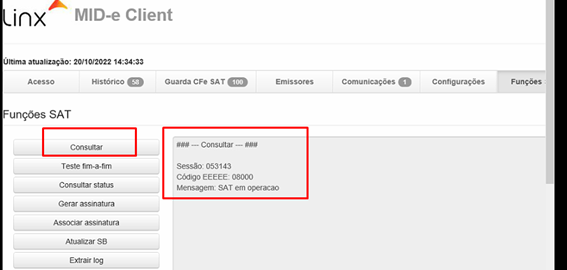 Linx MID-e Client
Última atualização: 20/10/2022 14:34:33
Acesso Histórico 58 Guarda CFe SAT 100 Emissores Comunicações 1 Configurações Funções
Funções SAT
Consultar
Teste fim-a-fim
Consultar status
Gerar assinatura
Associar assinatura
Atualizar SB
Extrair log
### --- Consultar --- ###
Sessão: 053143
Código EEEEE: 08000
Mensagem: SAT em operacao